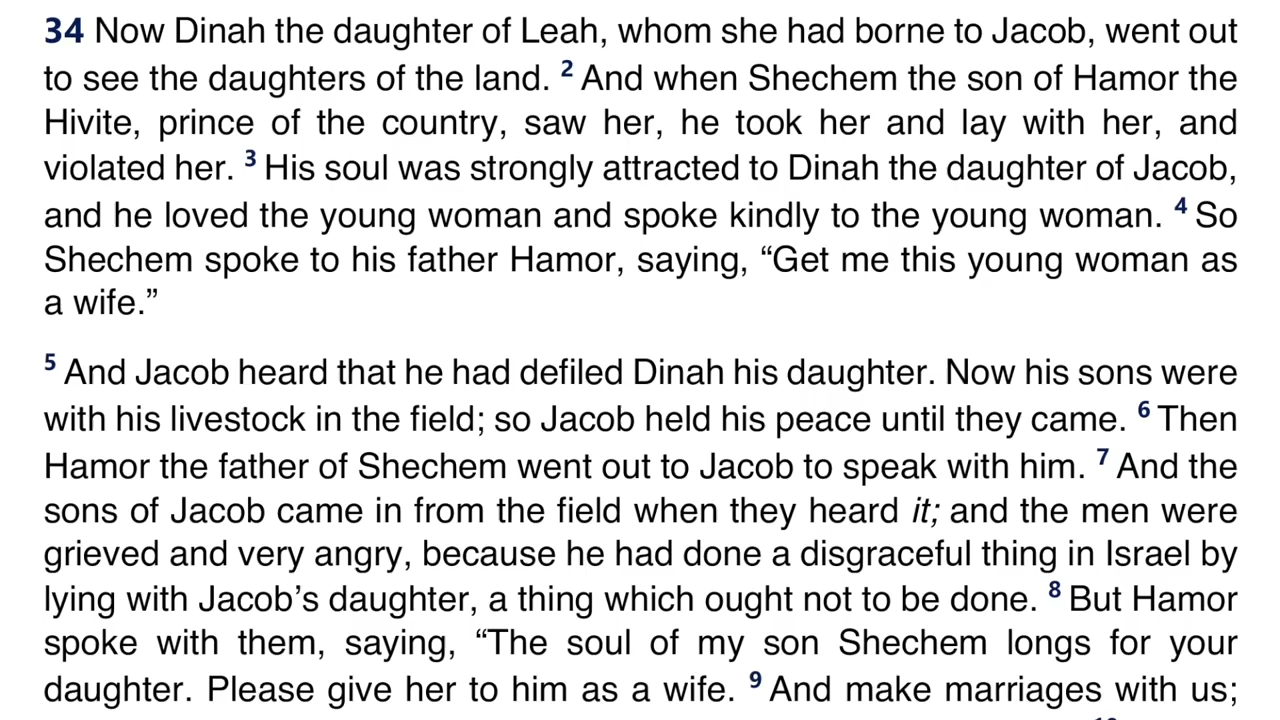 34 Now Dinah the daughter of Leah, whom she had borne to Jacob, went out
to see the daughters of the land. 2 And when Shechem the son of Hamor the
Hivite, prince of the country, saw her, he took her and lay with her, and
violated her. 3 His soul was strongly attracted to Dinah the daughter of Jacob,
and he loved the young woman and spoke kindly to the young woman. 4 So
Shechem spoke to his father Hamor, saying, “Get me this young woman as
a wife.”
5 And Jacob heard that he had defiled Dinah his daughter. Now his sons were
with his livestock in the field; so Jacob held his peace until they came. 6 Then
Hamor the father of Shechem went out to Jacob to speak with him. 7 And the
sons of Jacob came in from the field when they heard it; and the men were
grieved and very angry, because he had done a disgraceful thing in Israel by
lying with Jacob’s daughter, a thing which ought not to be done. 8 But Hamor
spoke with them, saying, “The soul of my son Shechem longs for your
daughter. Please give her to him as a wife. 9 And make marriages with us;